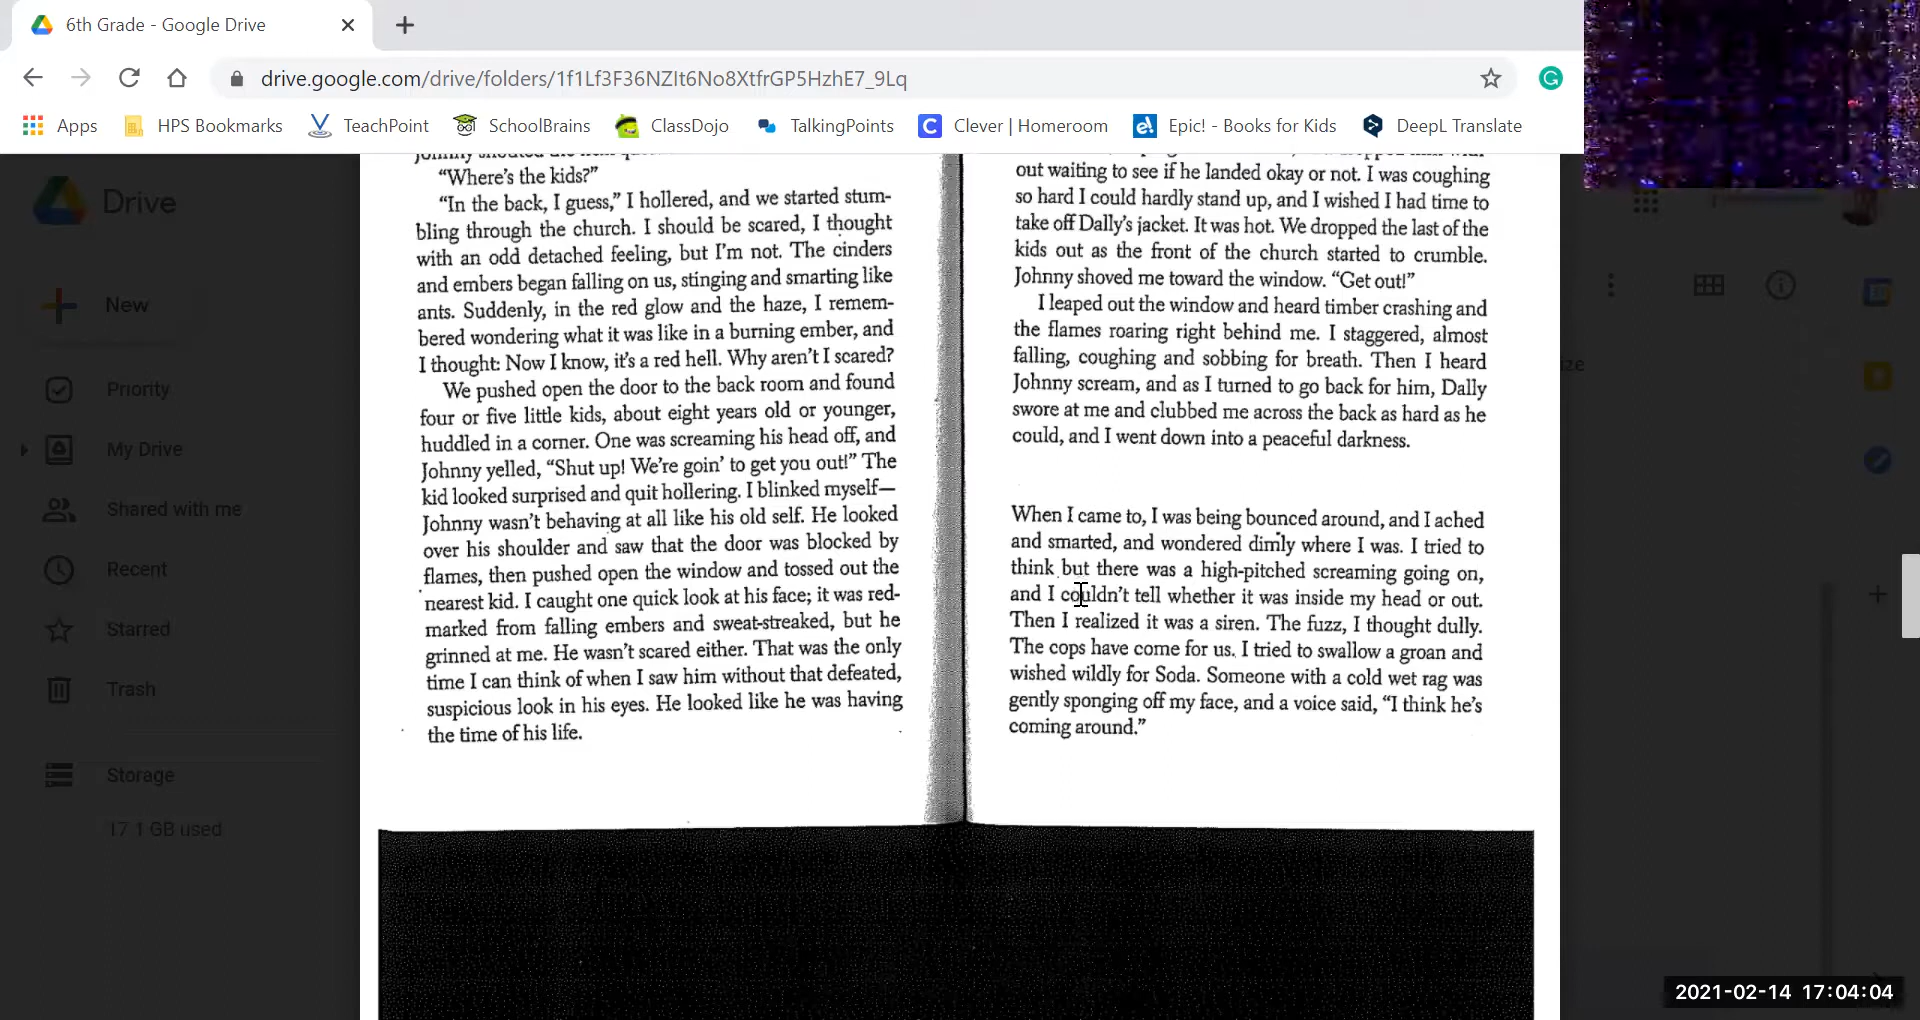 6th Grade - Google Drive
drive.google.com/drive/folders/1f1Lf3F36NZIt6No8XtfrGP5HzhE7_9Lq
Apps
HPS Bookmarks
TeachPoint
SchoolBrains
ClassDojo
TalkingPoints
Clever | Homeroom
Epic! - Books for Kids
DeepL Translate
Drive
New
Priority
My Drive
Shared with me
Recent
Starred
Trash
Storage
17.1 GB used
Johnny shouted the
"Where's the kids?"
"In the back, I guess," I hollered, and we started stum-
bling through the church. I should be scared, I thought
with an odd detached feeling, but I'm not. The cinders
and embers began falling on us, stinging and smarting like
ants. Suddenly, in the red glow and the haze, I remem-
bered wondering what it was like in a burning ember, and
I thought: Now I know, it's a red hell. Why aren't I scared?
We pushed open the door to the back room and found
four or five little kids, about eight years old or younger,
huddled in a corner. One was screaming his head off, and
Johnny yelled, "Shut up! We're goin' to get you out!" The
kid looked surprised and quit hollering. I blinked myself—
Johnny wasn't behaving at all like his old self. He looked
over his shoulder and saw that the door was blocked by
flames, then pushed open the window and tossed out the
nearest kid. I caught one quick look at his face; it was red-
marked from falling embers and sweat-streaked, but he
grinned at me. He wasn't scared either. That was the only
time I can think of when I saw him without that defeated,
suspicious look in his eyes. He looked like he was having
the time of his life.
out waiting to see if he landed okay or not. I was coughing
so hard I could hardly stand up, and I wished I had time to
take off Dally's jacket. It was hot. We dropped the last of the
kids out as the front of the church started to crumble.
Johnny shoved me toward the window. "Get out!"
I leaped out the window and heard timber crashing and
the flames roaring right behind me. I staggered, almost
falling, coughing and sobbing for breath. Then I heard
Johnny scream, and as I turned to go back for him, Dally
swore at me and clubbed me across the back as hard as he
could, and I went down into a peaceful darkness.
When I came to, I was being bounced around, and I ached
and smarted, and wondered dimly where I was. I tried to
think but there was a high-pitched screaming going on,
and I couldn't tell whether it was inside my head or out.
Then I realized it was a siren. The fuzz, I thought dully.
The cops have come for us. I tried to swallow a groan and
wished wildly for Soda. Someone with a cold wet rag was
gently sponging off my face, and a voice said, "I think he's
coming around."
2021-02-14 17:04:04